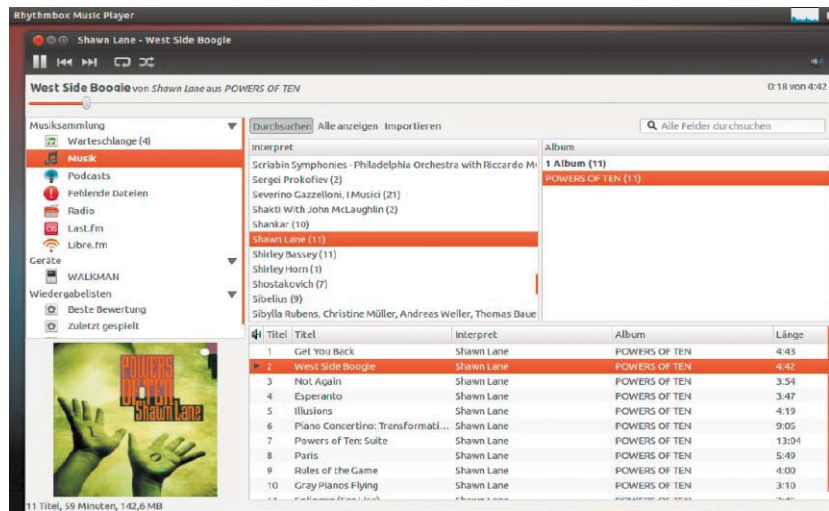 Rhythmbox Music Player
Shawn Lane - West Side Boogie
West Side Boogie von Shawn Lane aus POWERS OF TEN 0:18 von 4:42
Musiksammlung
Warteschlange (4)
Musik
Podcasts
Fehlende Dateien
Radio
Last.fm
Libre.fm
Geräte
WALKMAN
Wiedergabelisten
Beste Bewertung
Zuletzt gespielt
Durchsuchen Alle anzeigen Importieren Alle Felder durchsuchen
Interpret
Scriabin Symphonies - Philadelphia Orchestra with Riccardo
Sergei Prokofiev (2)
Severino Gazzelloni, I Musici (21)
Shakti With John McLaughlin (2)
Shankar (10)
Shawn Lane (11)
Shirley Bassey (11)
Shirley Horn (1)
Shostakovich (7)
Sibelius (9)
Sibylla Rubens, Christine Müller, Andreas Weller, Thomas Baue
Album
1 Album (11)
POWERS OF TEN (11)
Titel Titel Interpret Album Länge
1 Get You Back Shawn Lane POWERS OF TEN 4:43
2 West Side Boogie Shawn Lane POWERS OF TEN 4:42
3 Not Again Shawn Lane POWERS OF TEN 3:54
4 Esperanto Shawn Lane POWERS OF TEN 3:47
5 Illusions Shawn Lane POWERS OF TEN 4:19
6 Piano Concertino: Transformati... Shawn Lane POWERS OF TEN 9:05
7 Powers of Ten: Suite Shawn Lane POWERS OF TEN 13:04
8 Paris Shawn Lane POWERS OF TEN 5:49
9 Rules of the Game Shawn Lane POWERS OF TEN 4:00
10 Gray Pianos Flying Shawn Lane POWERS OF TEN 3:10
POWERS
OF TEN
Shawn Lane
11 Titel, 59 Minuten, 142,6 MB